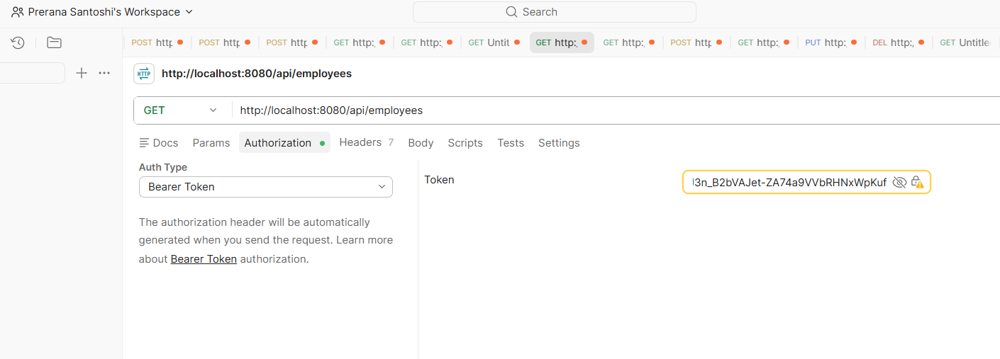 Prerana Santoshi's Workspace
Search
POST http
POST http
POST http
GET http:
GET http:
GET Untit
GET http:
GET http:
POST http
GET http:
PUT http:
DEL http:
GET Untitle
HTTP
http://localhost:8080/api/employees
GET
http://localhost:8080/api/employees
Docs
Params
Authorization
Headers 7
Body
Scripts
Tests
Settings
Auth Type
Bearer Token
The authorization header will be automatically
generated when you send the request. Learn more
about Bearer Token authorization.
Token
3n_B2bVAJet-ZA74a9VVbRHNxWpKuf